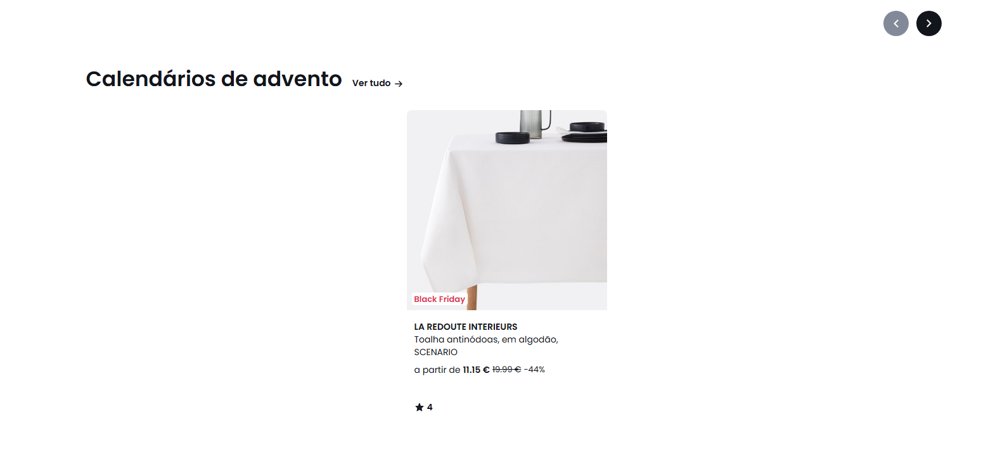 Calendários de advento Ver tudo →
Black Friday
LA REDOUTE INTERIEURS
Toalha antinódoas, em algodão,
SCENARIO
a partir de 11.15 € 19.99 € -44%
★ 4